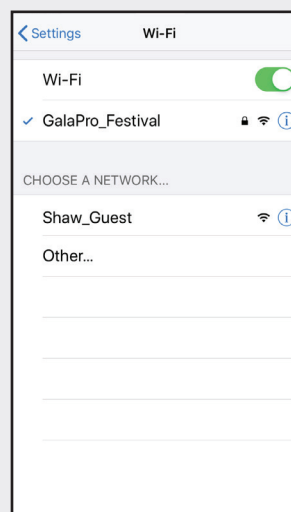 Settings Wi-Fi
Wi-Fi
GalaPro_Festival
CHOOSE A NETWORK...
Shaw_Guest
Other...